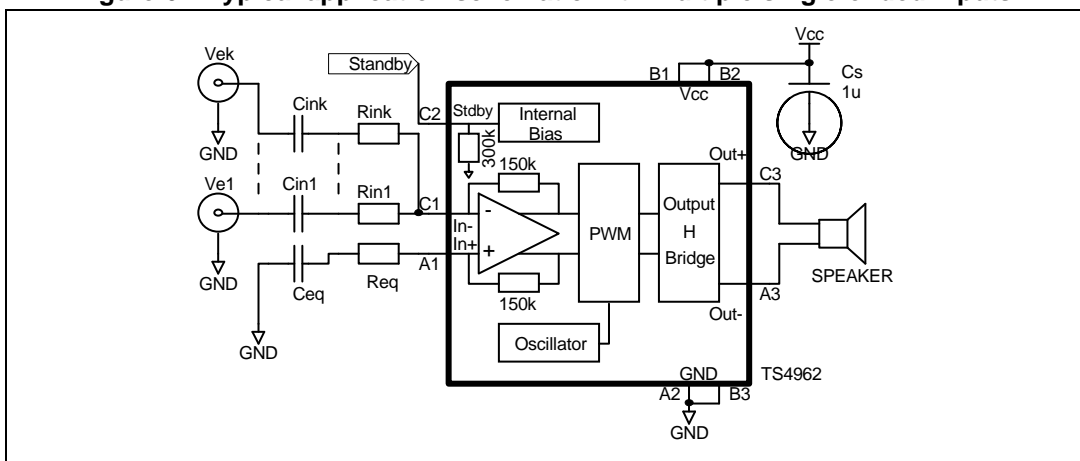 Vek
GND
Cink
Rink
Ve1
GND
Cin1
Rin1
Ceq
Req
GND
Standby
C2
Stdby
300k
Internal
Bias
C1
In-
In+
A1
-
+
150k
150k
PWM
Oscillator
Output
H
Bridge
B1
B2
Vcc
Vcc
Cs
1u
GND
Out+
C3
SPEAKER
A3
Out-
TS4962
GND
A2
B3
GND